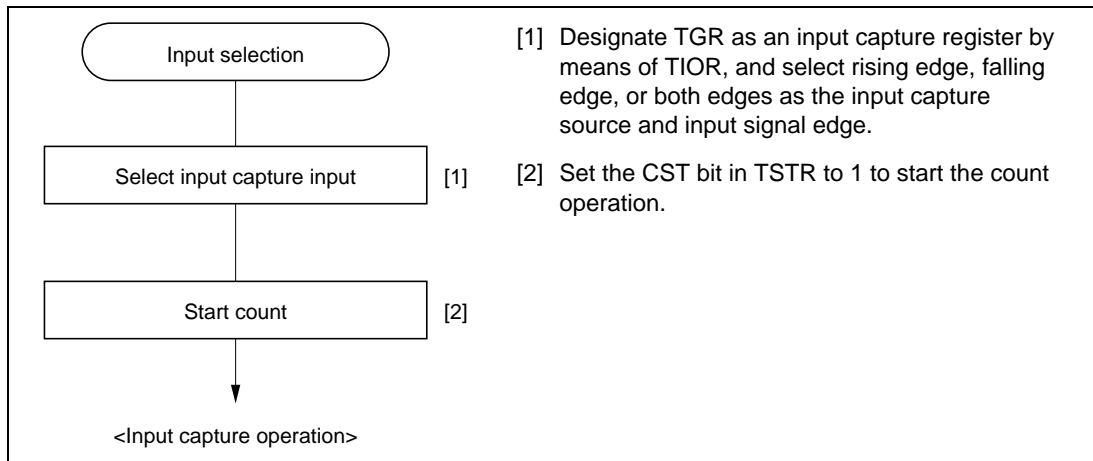 Input selection
Select input capture input
[1]
Start count
[2]
<Input capture operation>
[1] Designate TGR as an input capture register by
means of TIOR, and select rising edge, falling
edge, or both edges as the input capture
source and input signal edge.
[2] Set the CST bit in TSTR to 1 to start the count
operation.